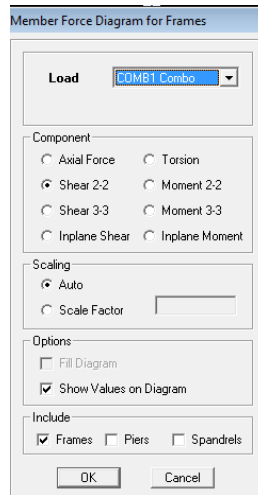 Member Force Diagram for Frames
Load COMB1 Combo
Component
Axial Force Torsion
Shear 2-2 Moment 2-2
Shear 3-3 Moment 3-3
Inplane Shear Inplane Moment
Scaling
Auto
Scale Factor
Options
Fill Diagram
Show Values on Diagram
Include
Frames Piers Spandrels
OK Cancel